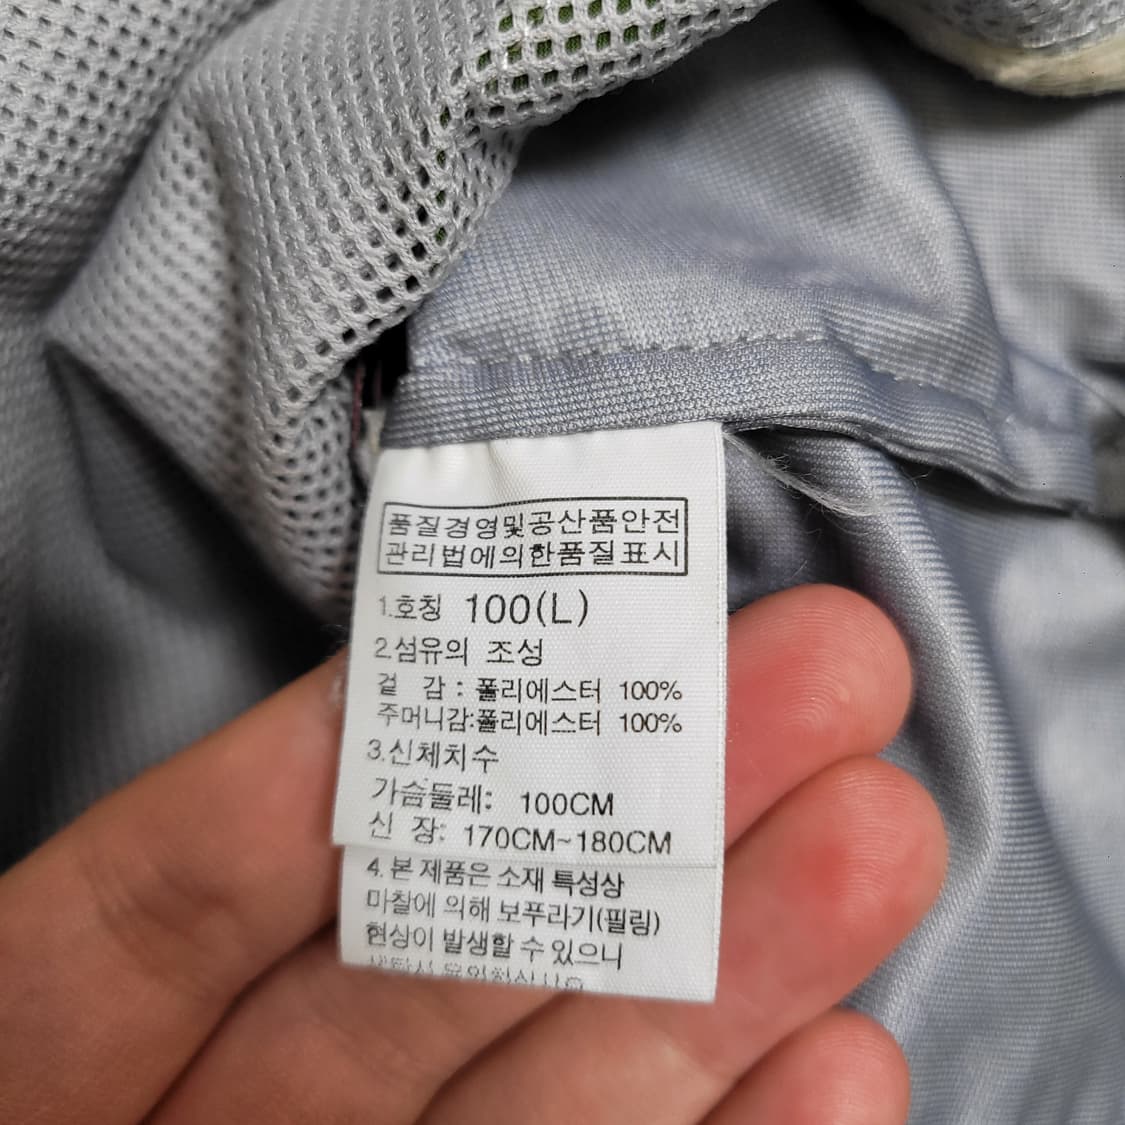 품질경영및공산품안전
관리법에의한품질표시
1.호칭 100(L)
2.섬유의 조성
겉 감 : 폴리에스터 100%
주머니감:폴리에스터 100%
3.신체치수
가슴둘레: 100CM
신 장: 170CM~180CM
4.본 제품은 소재 특성상
마찰에 의해 보푸라기(필링)
현상이 발생할 수 있으니